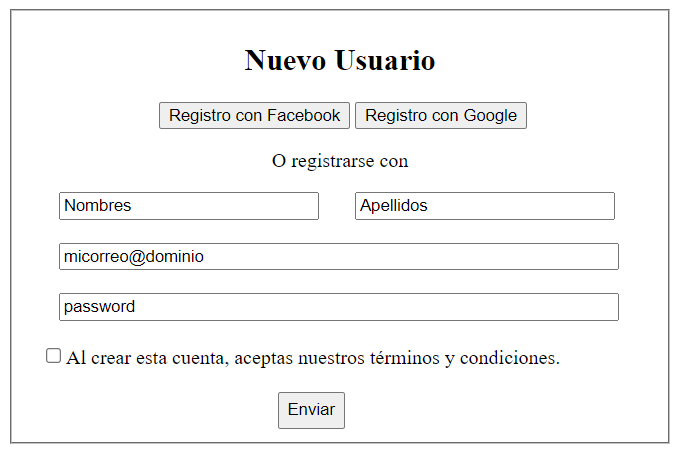 Nuevo Usuario
Registro con Facebook Registro con Google
O registrarse con
Nombres Apellidos
micorreo@dominio
password
Al crear esta cuenta, aceptas nuestros términos y condiciones.
Enviar